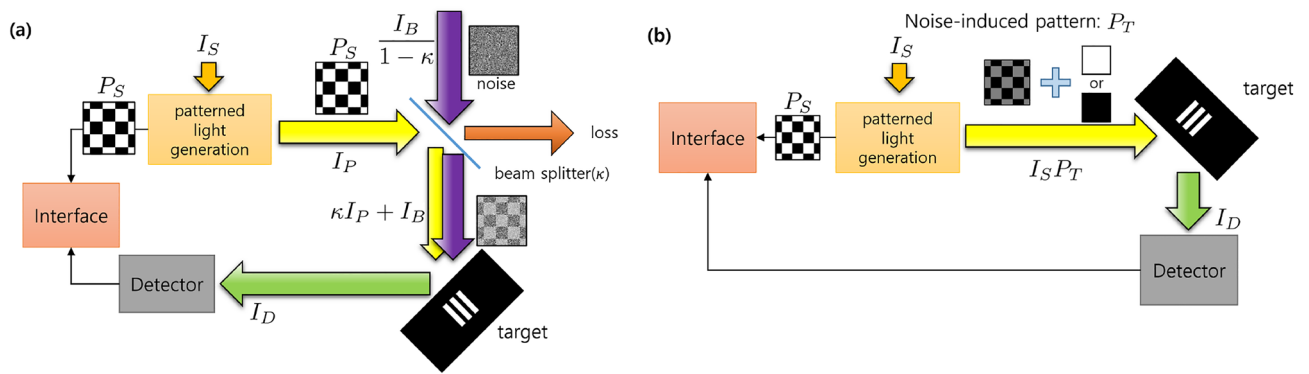 (a)
I_S
P_S
patterned
light
generation
P_S
I_P
I_B
1 − κ
noise
loss
beam splitter(κ)
κI_P + I_B
Interface
Detector
I_D
target
(b)
Noise-induced pattern: P_T
I_S
or
target
Interface
P_S
patterned
light
generation
I_S P_T
I_D
Detector